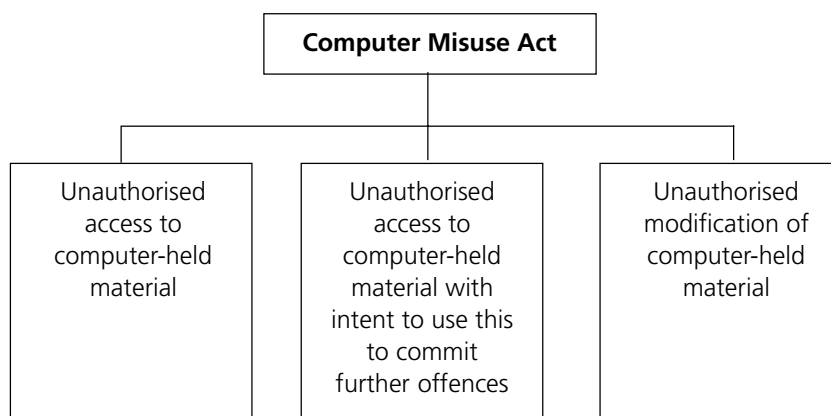 Computer Misuse Act
Unauthorised
access to
computer-held
material
Unauthorised
access to
computer-held
material with
intent to use this
to commit
further offences
Unauthorised
modification of
computer-held
material